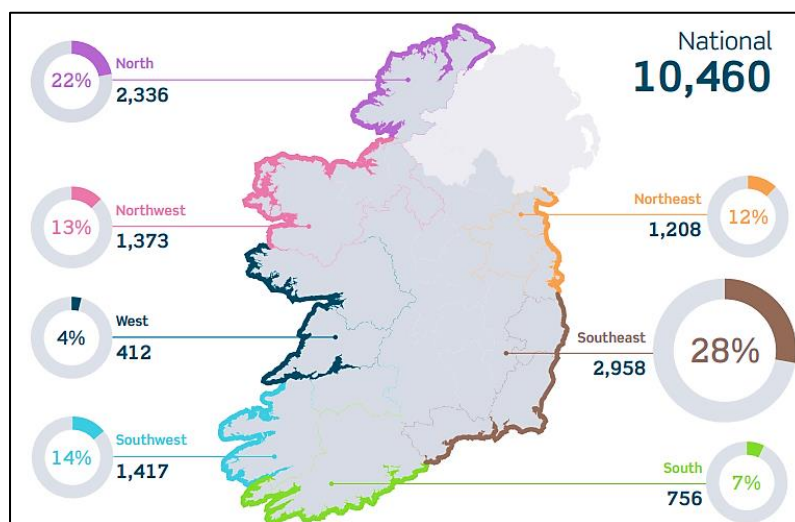 National
10,460
22%
North
2,336
13%
Northwest
1,373
Northeast
1,208
12%
4%
West
412
Southeast
2,958
28%
14%
Southwest
1,417
South
756
7%